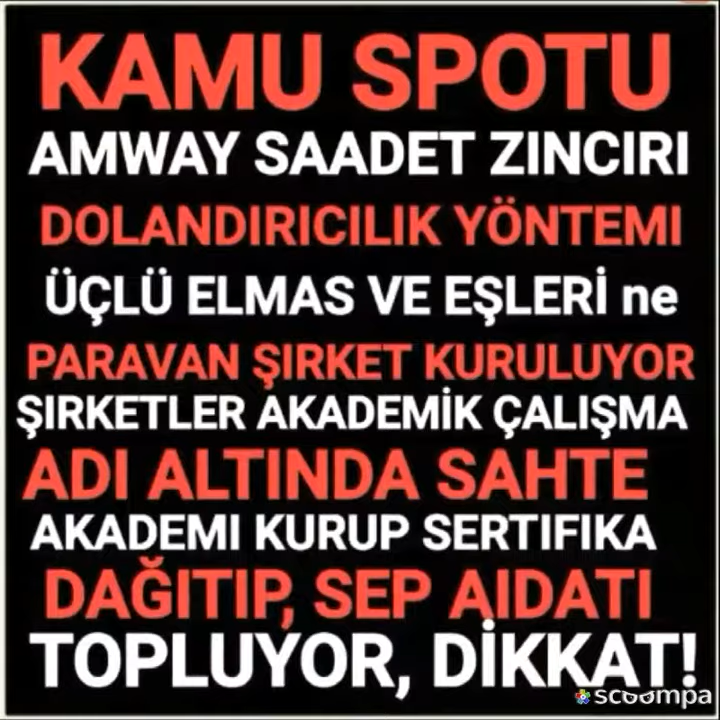 KAMU SPOTU
AMWAY SAADET ZINCIRI
DOLANDIRICILIK YÖNTEMI
ÜÇLÜ ELMAS VE EŞLERİ ne
PARAVAN ŞIRKET KURULUYOR
ŞIRKETLER AKADEMİK ÇALIŞMA
ADI ALTINDA SAHTE
AKADEMI KURUP SERTIFIKA
DAĞITIP, SEP AIDATI
TOPLUYOR, DİKKAT!
scoompa